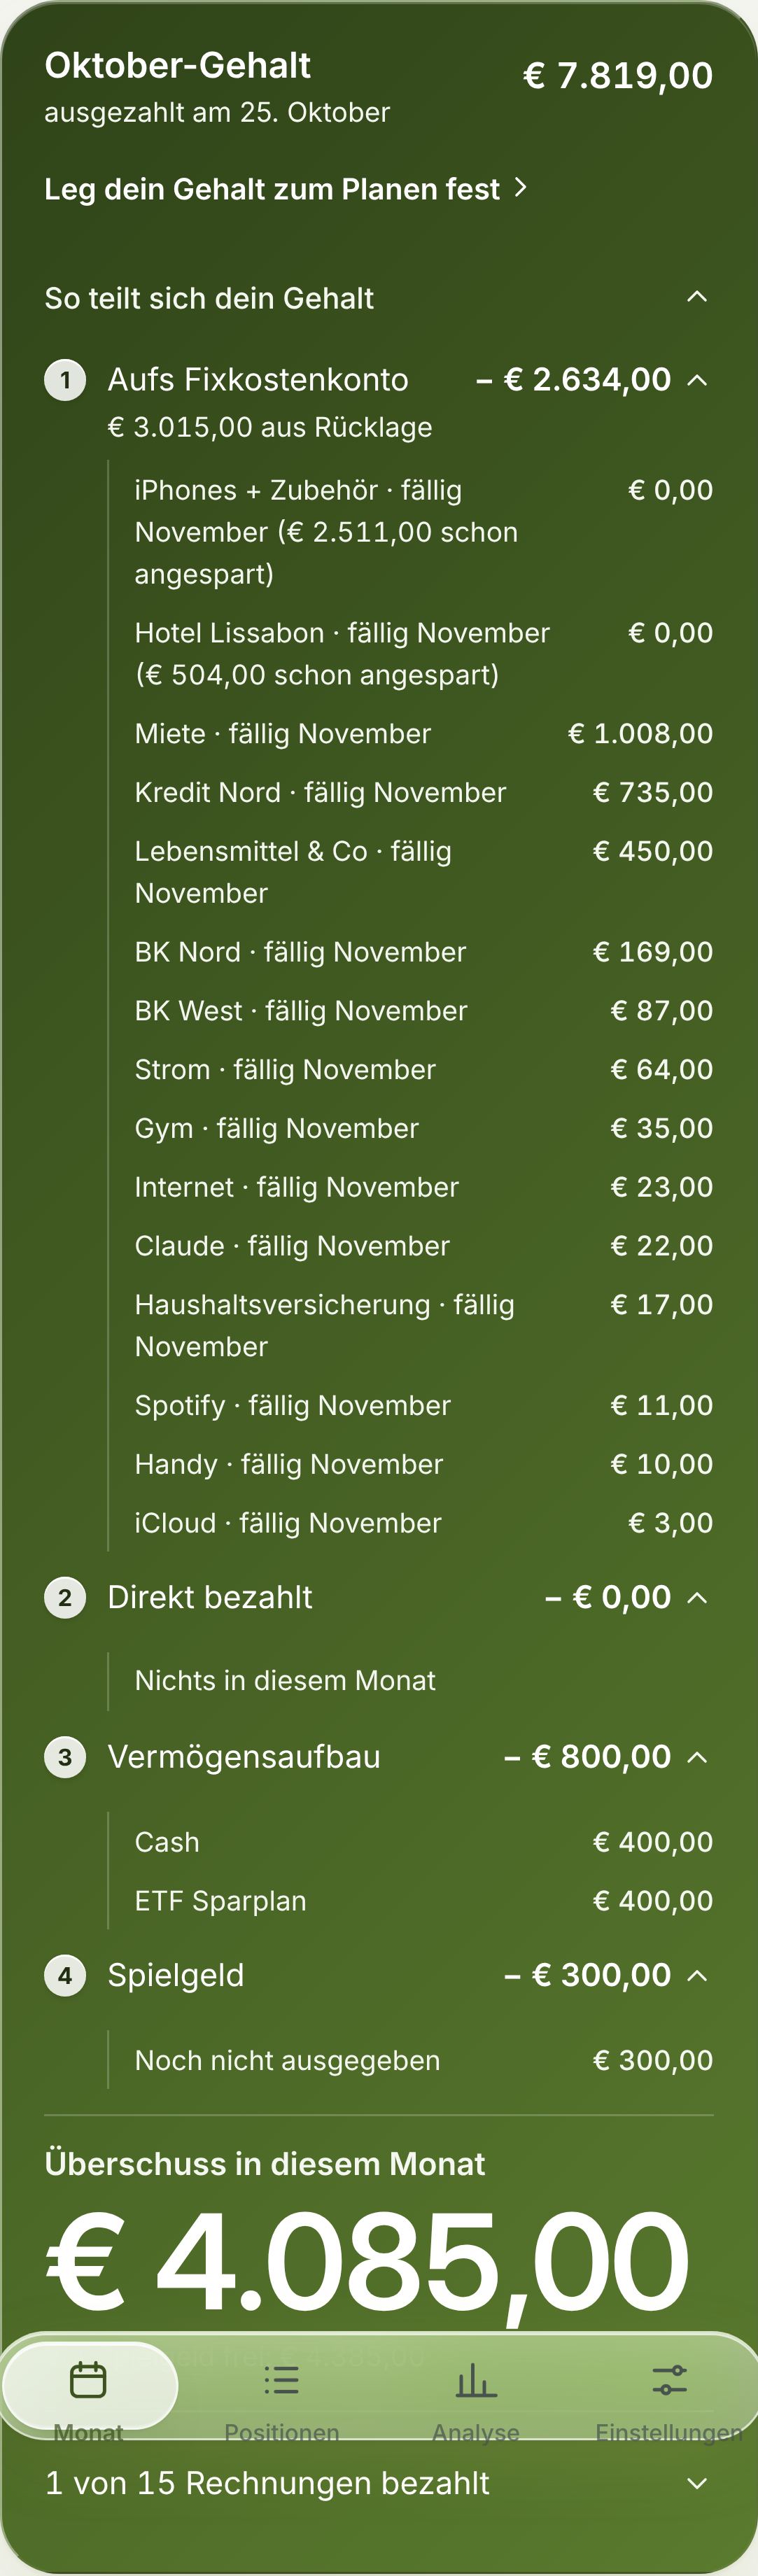 Oktober-Gehalt
€ 7.819,00
ausgezahlt am 25. Oktober
Leg dein Gehalt zum Planen fest
So teilt sich dein Gehalt
1 Aufs Fixkostenkonto – € 2.634,00
€ 3.015,00 aus Rücklage
iPhones + Zubehör · fällig € 0,00
November (€ 2.511,00 schon
angespart)
Hotel Lissabon · fällig November € 0,00
(€ 504,00 schon angespart)
Miete · fällig November € 1.008,00
Kredit Nord · fällig November € 735,00
Lebensmittel & Co · fällig € 450,00
November
BK Nord · fällig November € 169,00
BK West · fällig November € 87,00
Strom · fällig November € 64,00
Gym · fällig November € 35,00
Internet · fällig November € 23,00
Claude · fällig November € 22,00
Haushaltsversicherung · fällig € 17,00
November
Spotify · fällig November € 11,00
Handy · fällig November € 10,00
iCloud · fällig November € 3,00
2 Direkt bezahlt – € 0,00
Nichts in diesem Monat
3 Vermögensaufbau – € 800,00
Cash € 400,00
ETF Sparplan € 400,00
4 Spielgeld – € 300,00
Noch nicht ausgegeben € 300,00
Überschuss in diesem Monat
€ 4.085,00
Monat Positionen Analyse Einstellungen
1 von 15 Rechnungen bezahlt